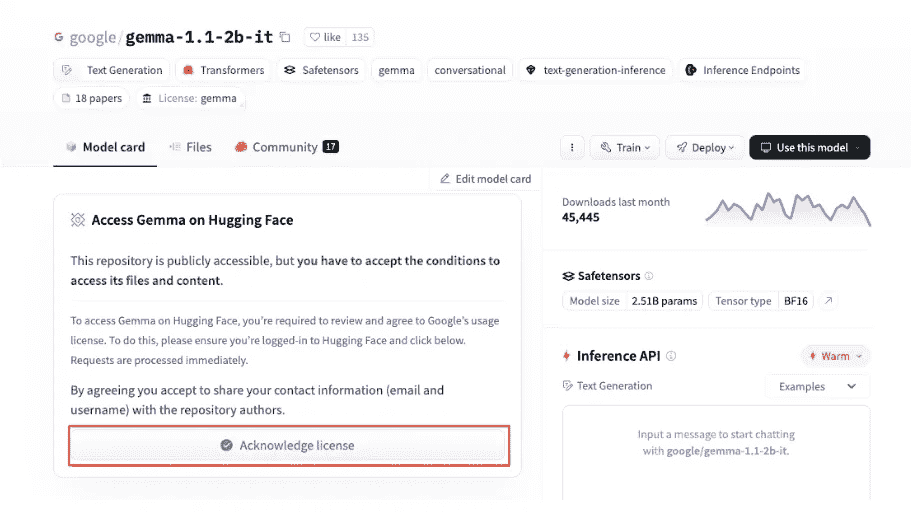 google/gemma-1.1-2b-it like 135
Text Generation Transformers Safetensors gemma conversational text-generation-inference Inference Endpoints
18 papers License: gemma
Model card Files Community 17 Train Deploy Use this model
Edit model card
Access Gemma on Hugging Face
This repository is publicly accessible, but you have to accept the conditions to
access its files and content.
To access Gemma on Hugging Face, you're required to review and agree to Google's usage
license. To do this, please ensure you're logged-in to Hugging Face and click below.
Requests are processed immediately.
By agreeing you accept to share your contact information (email and
username) with the repository authors.
Acknowledge license
Downloads last month
45,445
Safetensors
Model size 2.51B params Tensor type BF16
Inference API Warm
Text Generation Examples
Input a message to start chatting
with google/gemma-1.1-2b-it.